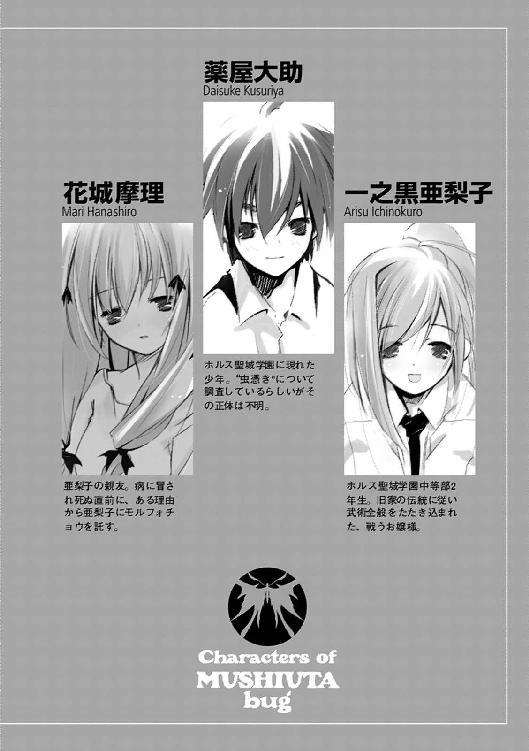 薬屋大助
Daisuke Kusuriya
ホルス聖城学園に現れた
少年。“虫憑き”について
調査しているらしいがそ
の正体は不明。
花城摩理
Mari Hanashiro
亜梨子の親友。病に冒さ
れ死ぬ直前に、ある理由
から亜梨子にモルフォチ
ョウを託す。
一之黒亜梨子
Arisu Ichinokuro
ホルス聖城学園中等部2
年生。旧家の伝統に従い
武術全般をたたき込まれ
た、戦うお嬢様。
Characters of
MUSHIUTA
bug